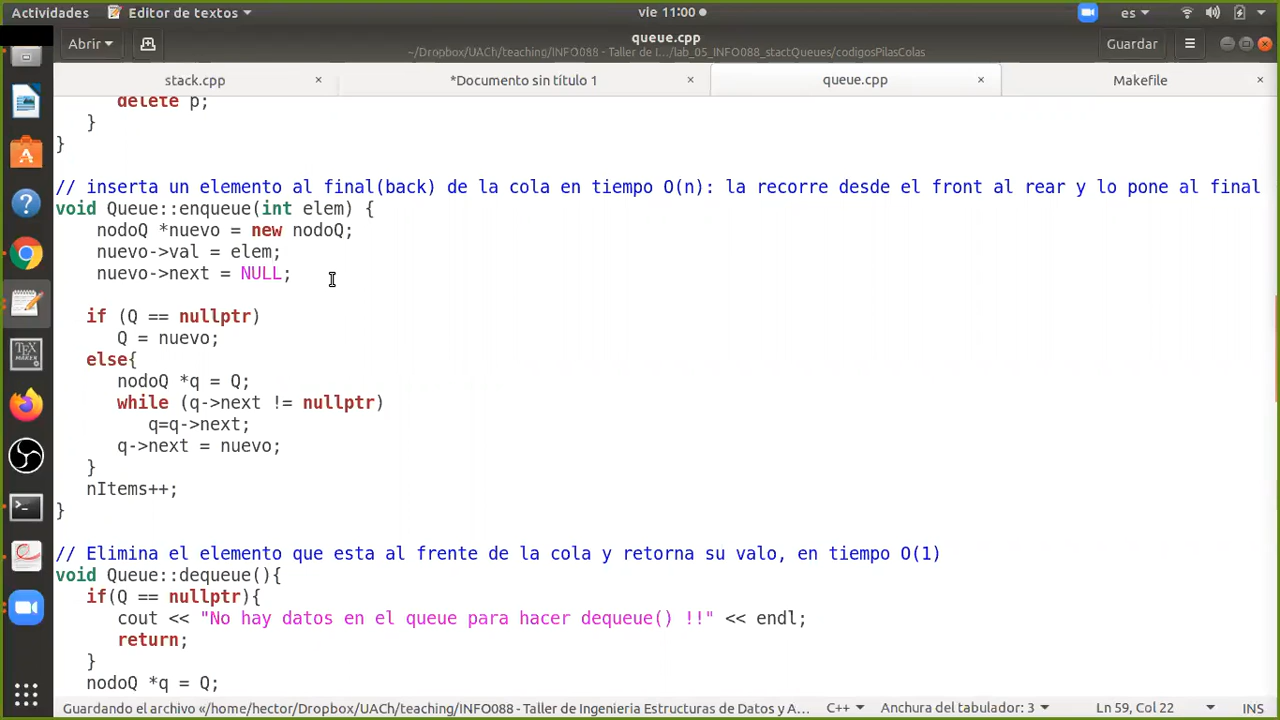 Actividades
Editor de textos
vie 11:00
es
Abrir
queue.cpp
~/Dropbox/UACh/teaching/INFO088 - Taller de I…/lab_05_INFO088_stactQueues/codigosPilasColas
Guardar
stack.cpp
*Documento sin título 1
queue.cpp
Makefile
delete p;
}
}
// inserta un elemento al final(back) de la cola en tiempo O(n): la recorre desde el front al rear y lo pone al final
void Queue::enqueue(int elem) {
nodoQ *nuevo = new nodoQ;
nuevo->val = elem;
nuevo->next = NULL;
if (Q == nullptr)
Q = nuevo;
else{
nodoQ *q = Q;
while (q->next != nullptr)
q=q->next;
q->next = nuevo;
}
nItems++;
}
// Elimina el elemento que esta al frente de la cola y retorna su valo, en tiempo O(1)
void Queue::dequeue(){
if(Q == nullptr){
cout << "No hay datos en el queue para hacer dequeue() !!" << endl;
return;
}
nodoQ *q = Q;
Guardando el archivo «/home/hector/Dropbox/UACh/teaching/INFO088 - Taller de Ingenieria Estructuras de Datos y A…
C++
Anchura del tabulador: 3
Ln 59, Col 22
INS